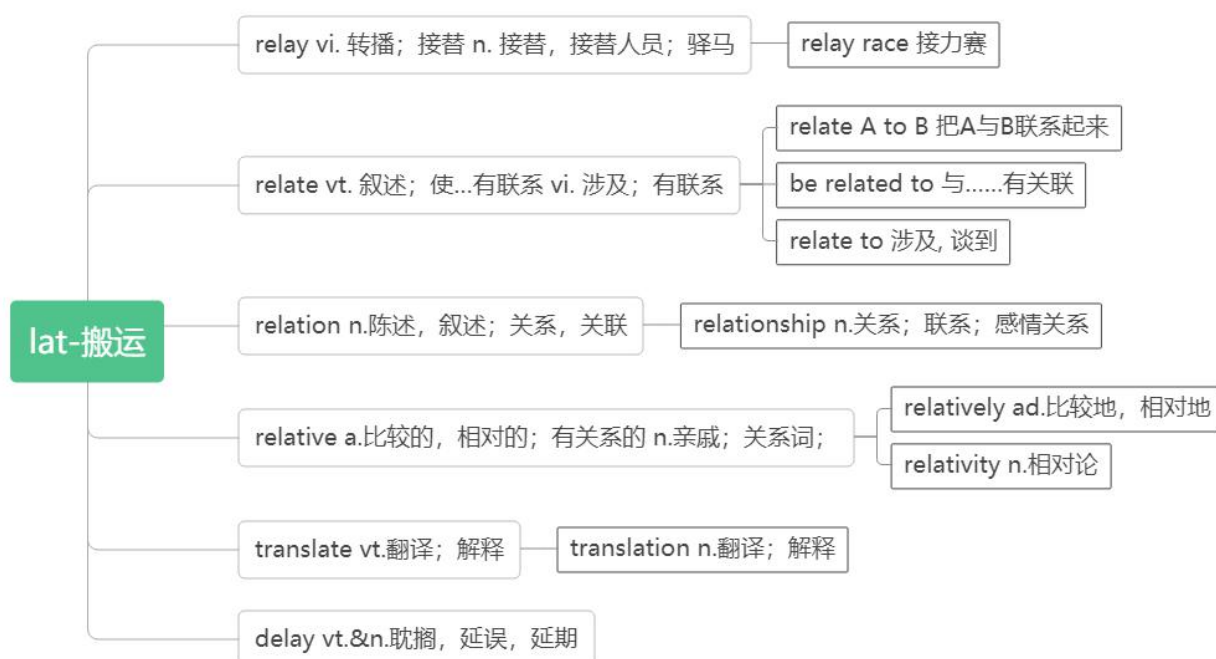 lat-搬运
relay vi. 转播；接替 n. 接替，接替人员；驿马
relay race 接力赛
relate vt. 叙述；使...有联系 vi. 涉及；有联系
relate A to B 把A与B联系起来
be related to 与......有关联
relate to 涉及, 谈到
relation n.陈述，叙述；关系，关联
relationship n.关系；联系；感情关系
relative a.比较的，相对的；有关系的 n.亲戚；关系词；
relatively ad.比较地，相对地
relativity n.相对论
translate vt.翻译；解释
translation n.翻译；解释
delay vt.&n.耽搁，延误，延期